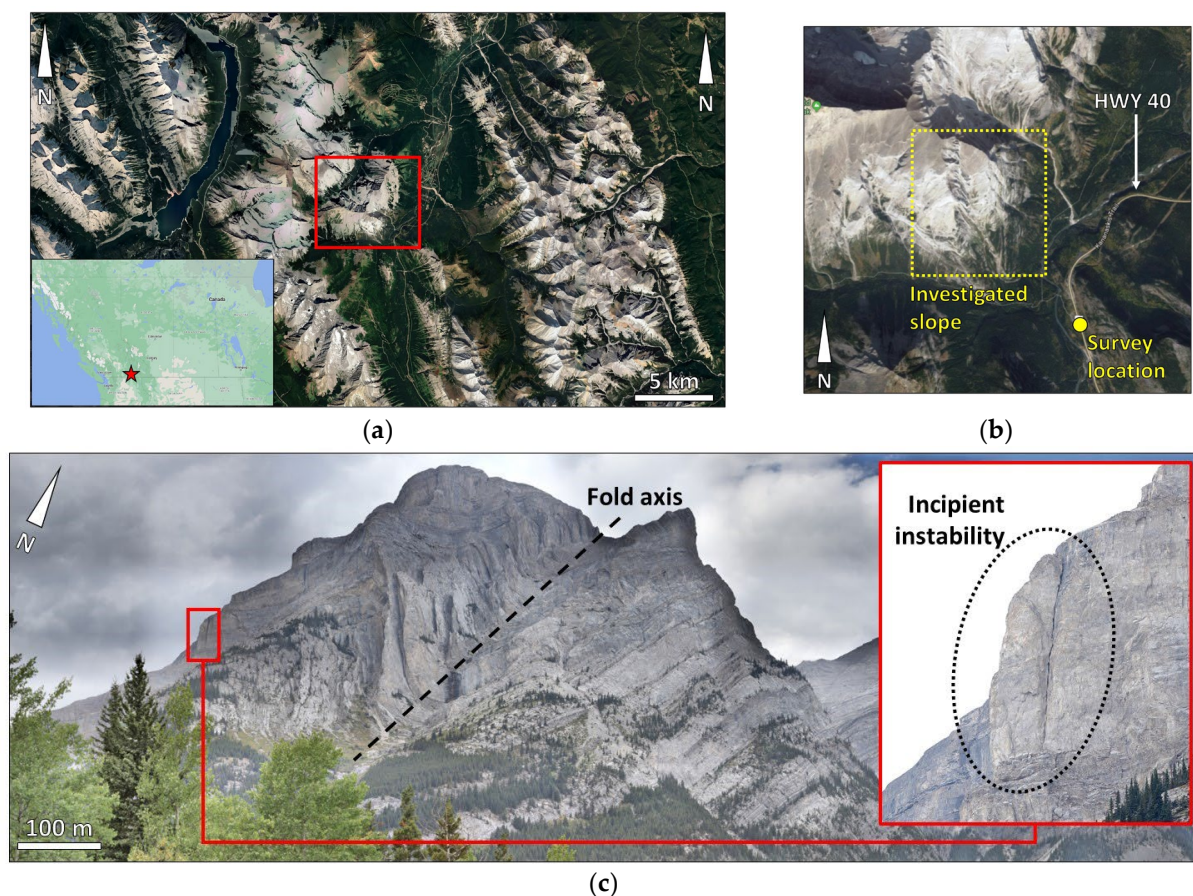 N
N
Canada
5 km
(a)
HWY 40
Investigated
slope
Survey
location
N
(b)
N
Fold axis
Incipient
instability
100 m
(c)